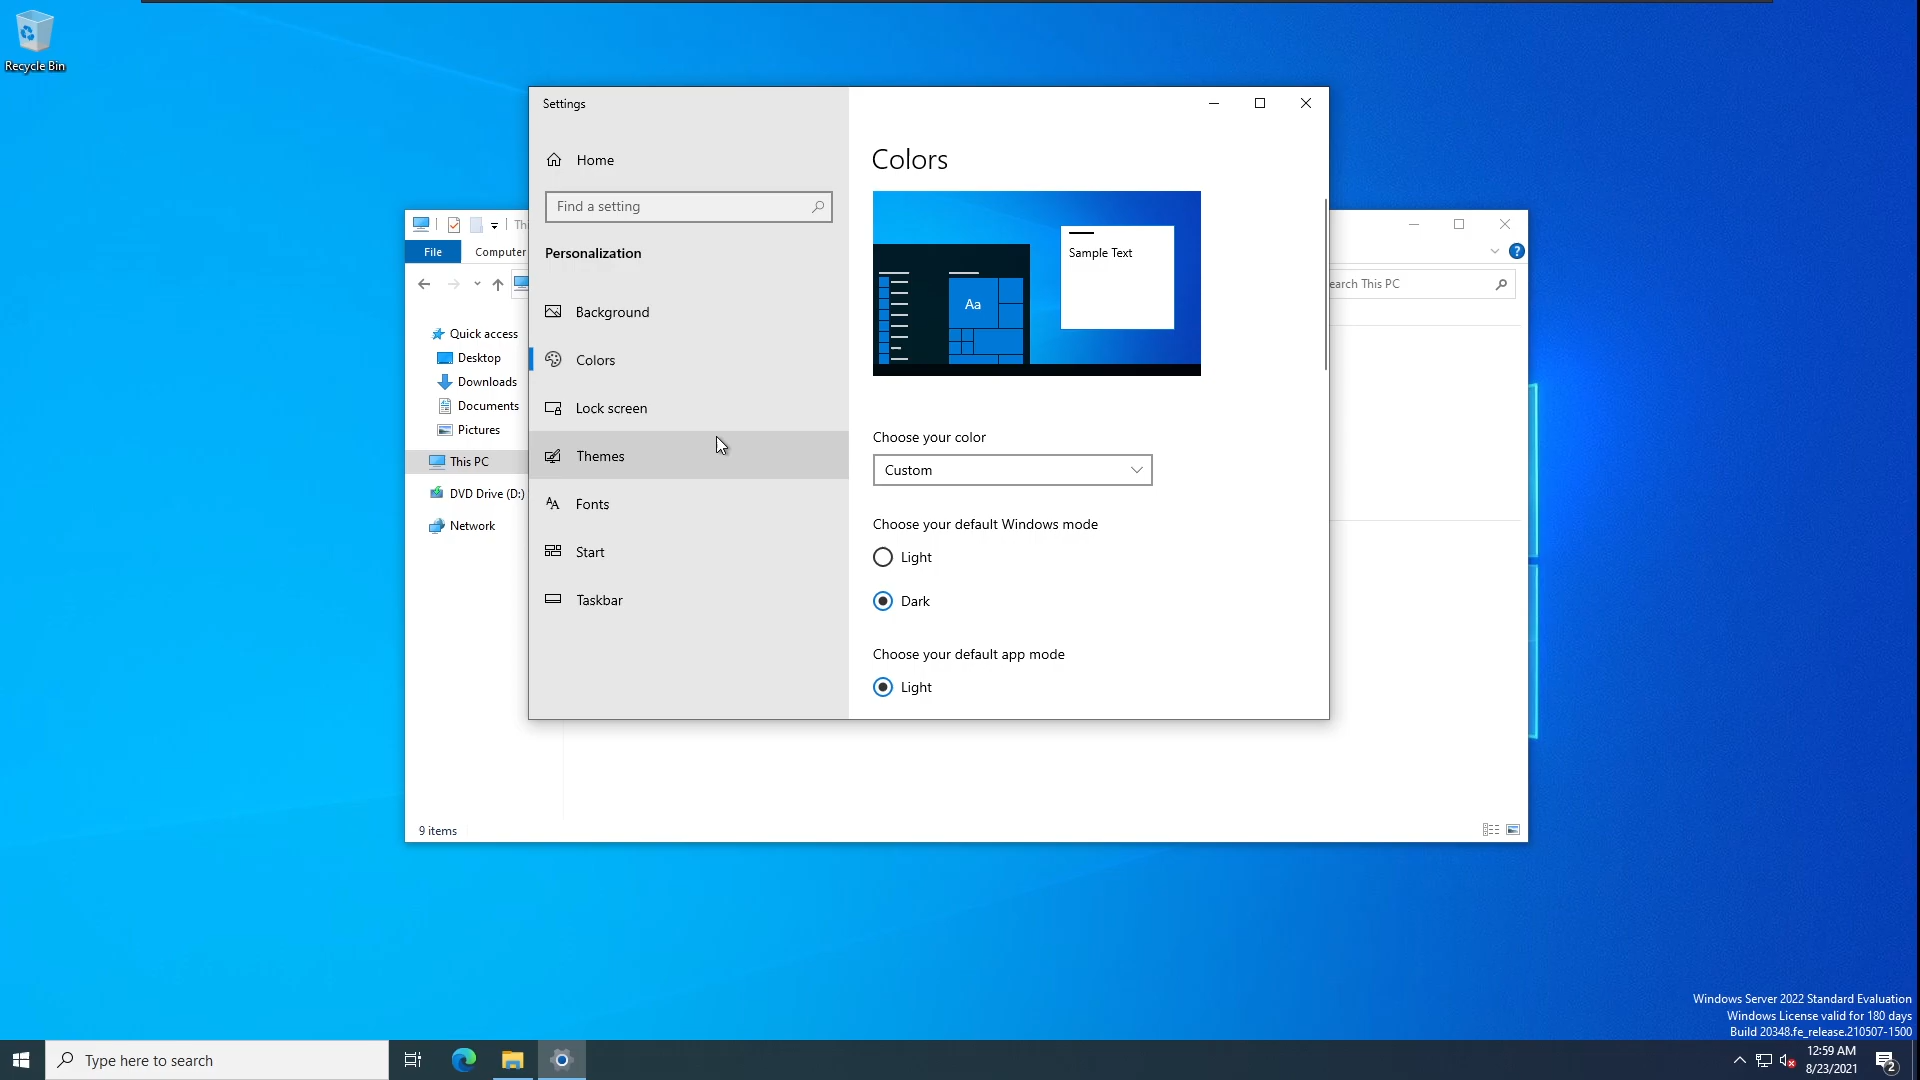 Recycle Bin
Settings
Home
Find a setting
Personalization
Background
Colors
Lock screen
Themes
Fonts
Start
Taskbar
Colors
Sample Text
Aa
Choose your color
Custom
Choose your default Windows mode
Light
Dark
Choose your default app mode
Light
File
Computer
Quick access
Desktop
Downloads
Documents
Pictures
This PC
DVD Drive (D:)
Network
This PC
9 items
Windows Server 2022 Standard Evaluation
Windows License valid for 180 days
Build 20348.fe_release.210507-1500
Type here to search
12:59 AM
8/23/2021
2